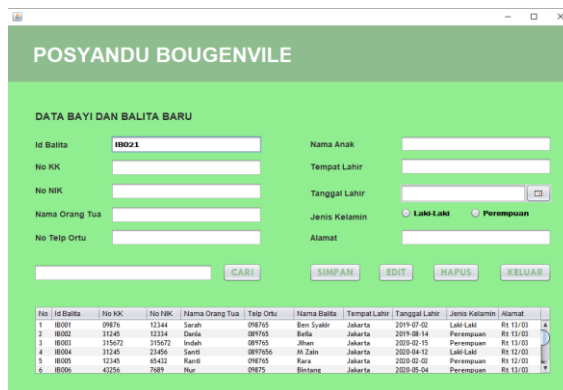 POSYANDU BOUGENVILE
DATA BAYI DAN BALITA BARU
Id Balita IB021 Nama Anak
No KK Tempat Lahir
No NIK Tanggal Lahir
Nama Orang Tua Jenis Kelamin Laki-Laki Perempuan
No Telp Ortu Alamat
CARI SIMPAN EDIT HAPUS KELUAR
No Id Balita No KK No NIK Nama Orang Tua Telp Ortu Nama Balita Tempat Lahir Tanggal Lahir Jenis Kelamin Alamat
1 IB001 09876 12344 Sarah 098765 Ben Syakir Jakarta 2019-07-02 Laki-Laki Rt 13/03
2 IB002 31245 12334 Dania 089765 Bella Jakarta 2019-08-14 Perempuan Rt 13/03
3 IB003 315672 315672 Indah 089765 Jihan Jakarta 2020-02-15 Perempuan Rt 13/03
4 IB004 31245 23456 Santi 0897656 M Zain Jakarta 2020-04-12 Laki-Laki Rt 12/03
5 IB005 12345 65432 Ranti 098765 Rara Jakarta 2020-02-02 Perempuan Rt 12/03
6 IB006 43256 7689 Nur 09875 Bintang Jakarta 2020-05-04 Perempuan Rt 13/03